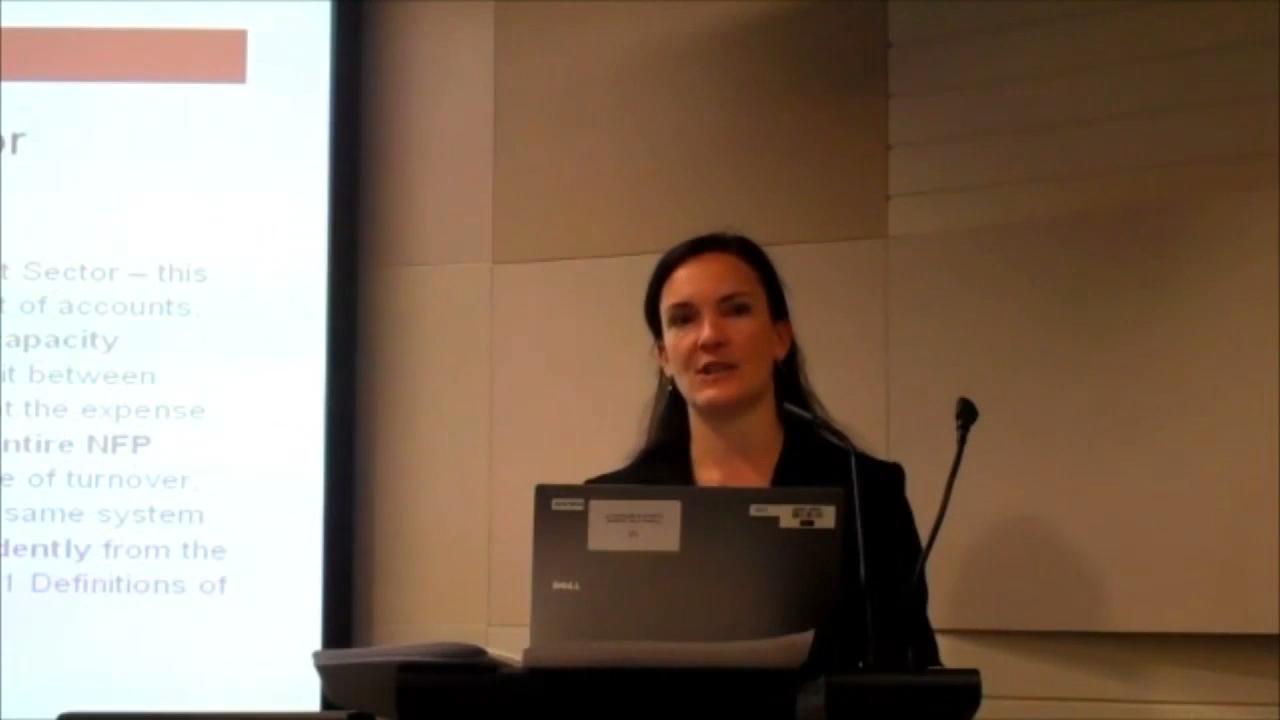 or
t Sector – this
t of accounts.
apacity
it between
t the expense
ntire NFP
e of turnover.
same system
dently from the
1 Definitions of
DELL